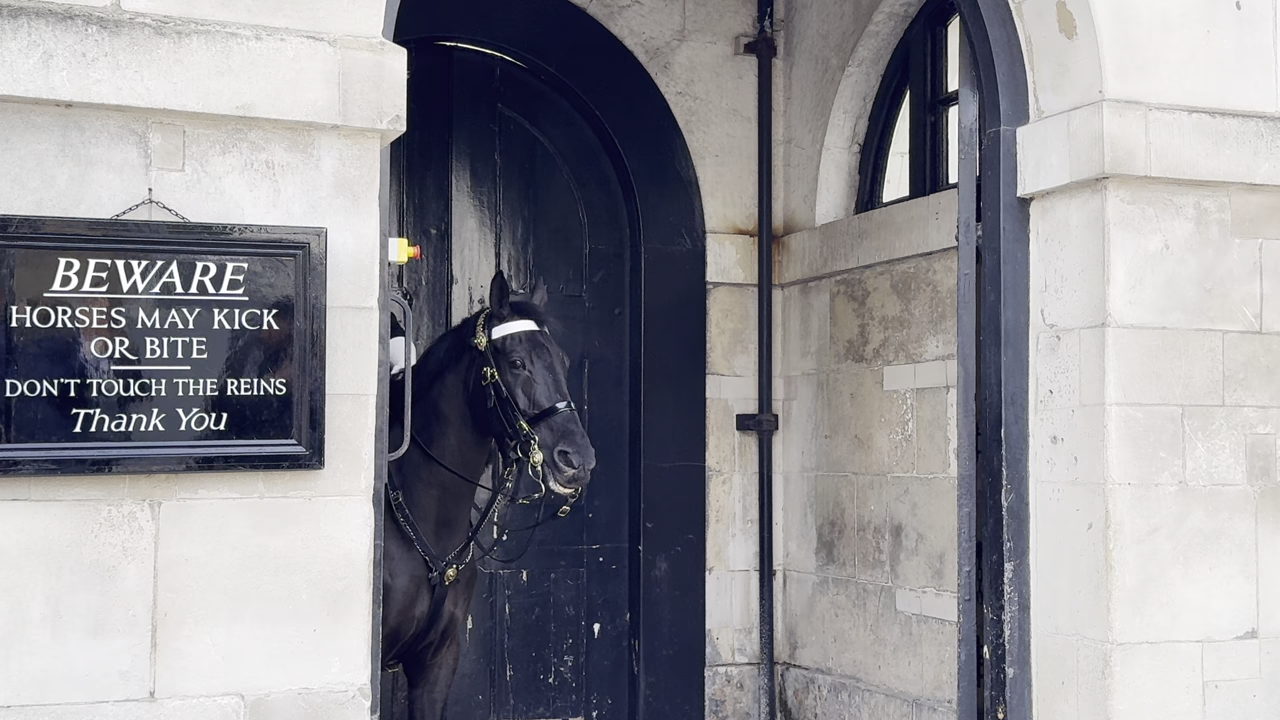 BEWARE
HORSES MAY KICK
OR BITE
DON'T TOUCH THE REINS
Thank You